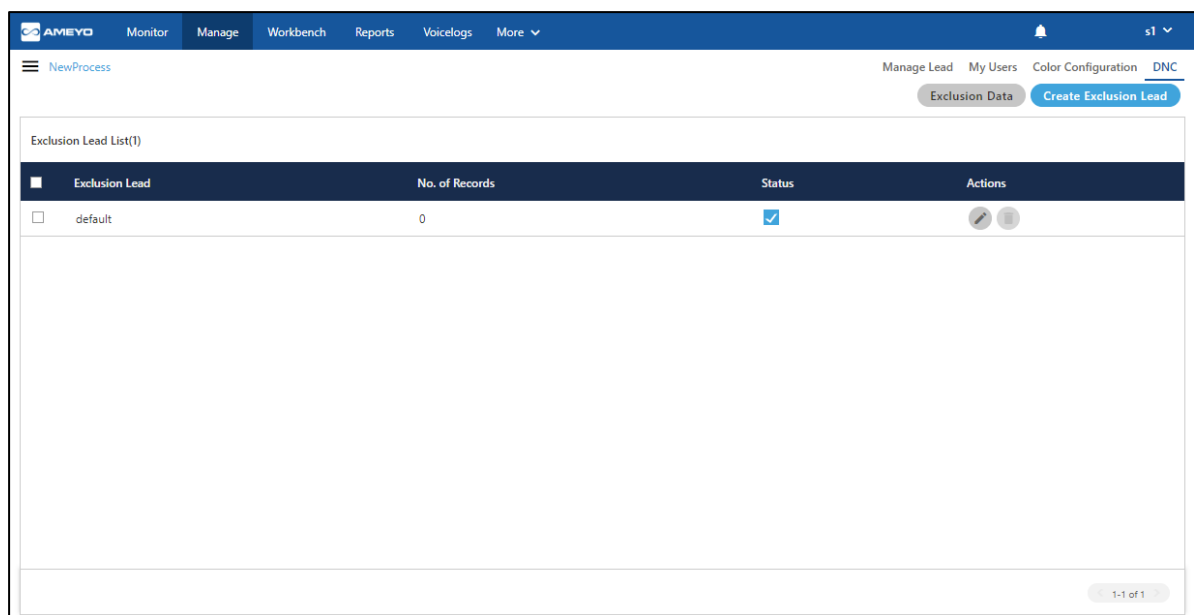 AMEYO Monitor Manage Workbench Reports Voicelogs More s1
NewProcess Manage Lead My Users Color Configuration DNC
Exclusion Data Create Exclusion Lead
Exclusion Lead List(1)
Exclusion Lead No. of Records Status Actions
default 0
1-1 of 1